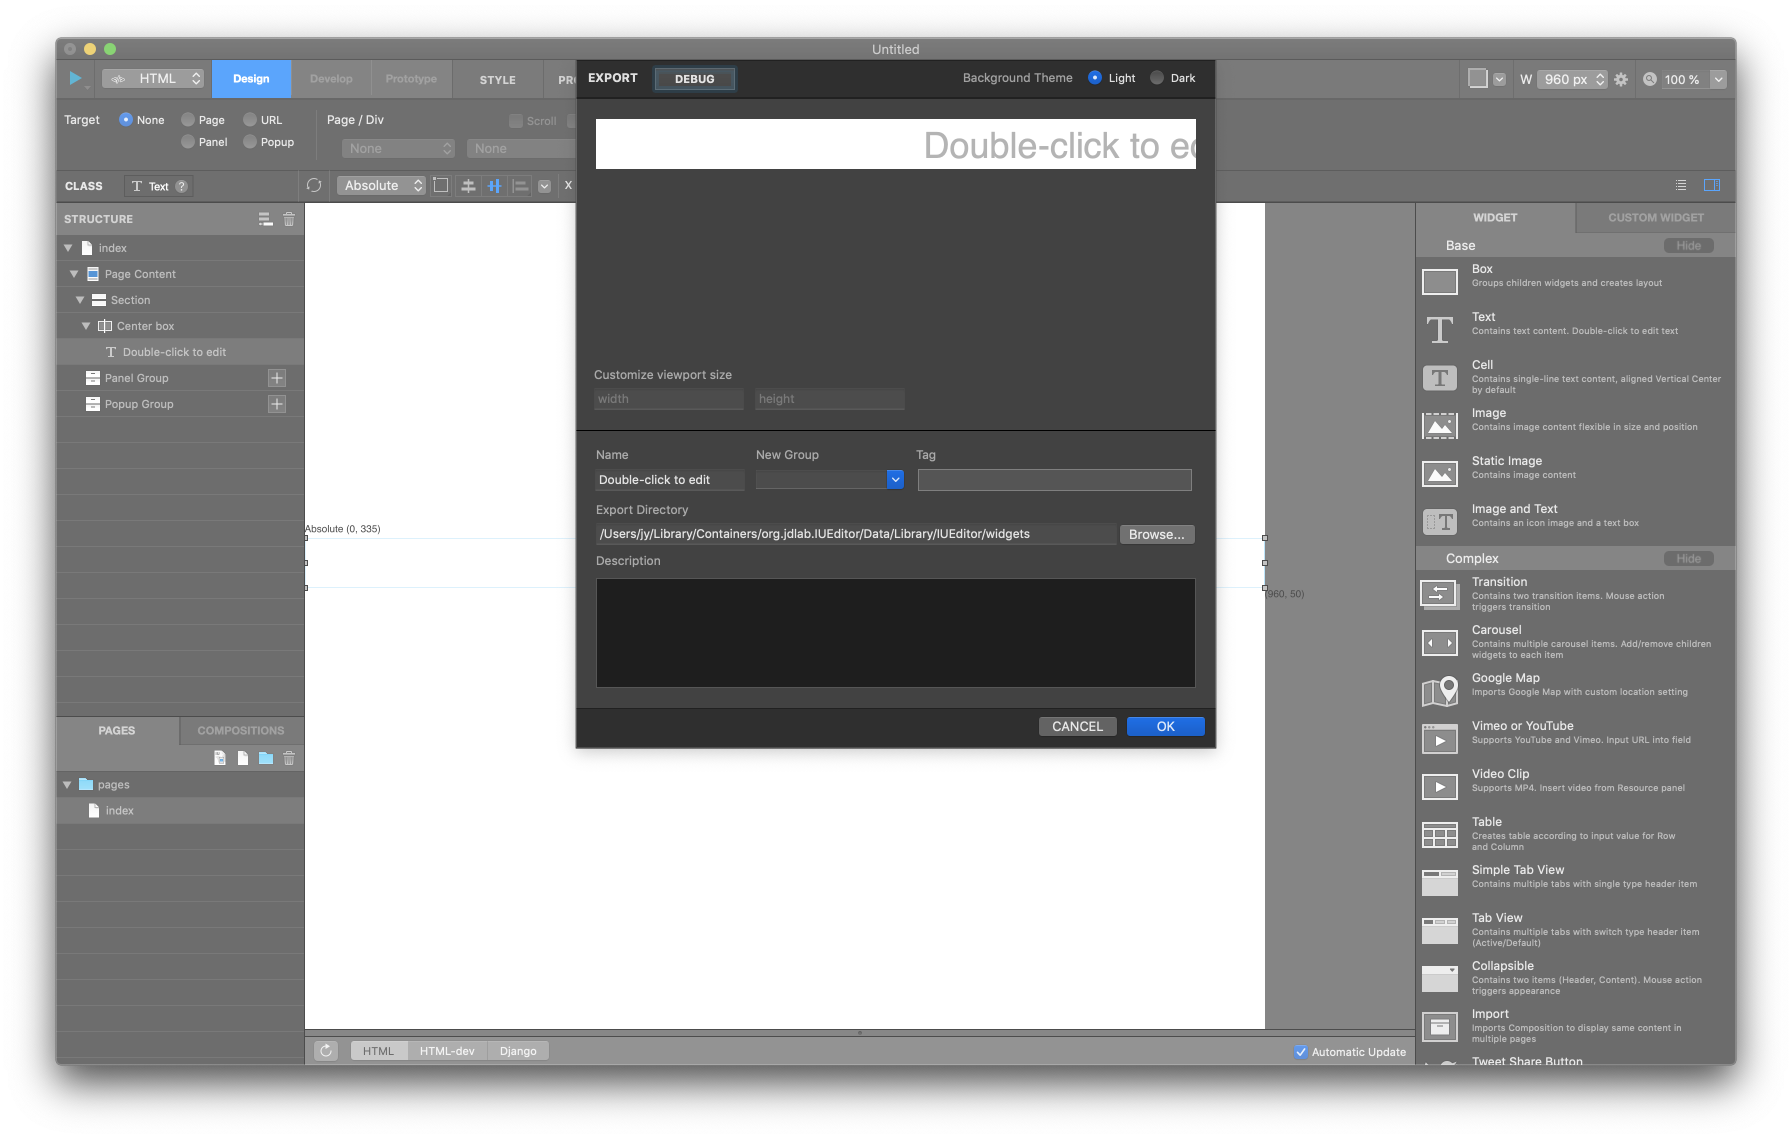 Untitled
HTML
Design
Develop
Prototype
STYLE
EXPORT
DEBUG
Background Theme
Light
Dark
W
960 px
100 %
Target
None
Page
URL
Panel
Popup
Page / Div
Scroll
None
None
CLASS
T Text ?
Absolute
X
STRUCTURE
index
Page Content
Section
Center box
T Double-click to edit
Panel Group
Popup Group
PAGES
COMPOSITIONS
pages
index
Absolute (0, 335)
(960, 50)
Double-click to ed
Customize viewport size
width
height
Name
New Group
Tag
Double-click to edit
Export Directory
/Users/jy/Library/Containers/org.jdlab.IUEditor/Data/Library/IUEditor/widgets
Browse...
Description
CANCEL
OK
HTML
HTML-dev
Django
Automatic Update
WIDGET
CUSTOM WIDGET
Base
Hide
Box
Groups children widgets and creates layout
Text
Contains text content. Double-click to edit text
Cell
Contains single-line text content, aligned Vertical Center
by default
Image
Contains image content flexible in size and position
Static Image
Contains image content
Image and Text
Contains an icon image and a text box
Complex
Hide
Transition
Contains two transition items. Mouse action
triggers transition
Carousel
Contains multiple carousel items. Add/remove children
widgets to each item
Google Map
Imports Google Map with custom location setting
Vimeo or YouTube
Supports YouTube and Vimeo. Input URL into field
Video Clip
Supports MP4. Insert video from Resource panel
Table
Creates table according to input value for Row
and Column
Simple Tab View
Contains multiple tabs with single type header item
Tab View
Contains multiple tabs with switch type header item
(Active/Default)
Collapsible
Contains two items (Header, Content). Mouse action
triggers appearance
Import
Imports Composition to display same content in
multiple pages
Tweet Share Button